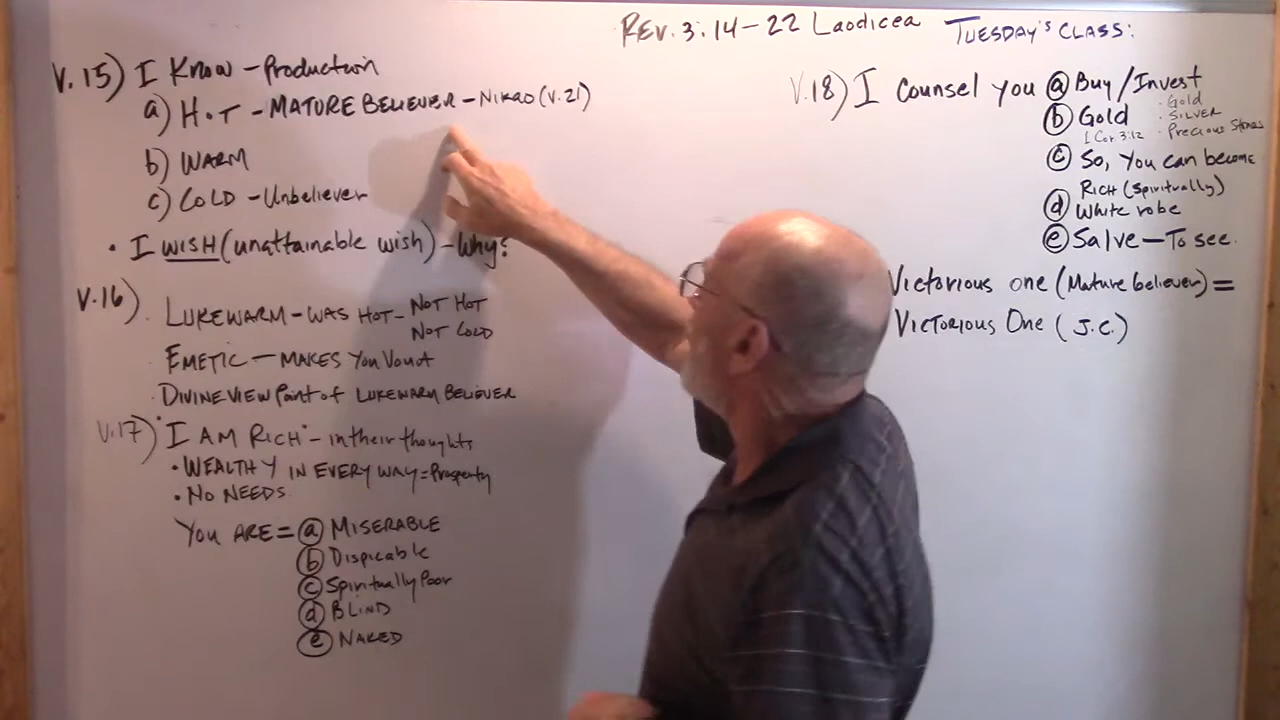 Rev. 3:14-22 Laodicea Tuesday's Class:
V.15) I Know - Production
a) Hot - Mature Believer - Nikao (v.21)
b) Warm
c) Cold - Unbeliever
• I wish (unattainable wish) - Why?
V.16) Lukewarm - was hot - Not Hot
Not Cold
Emetic - makes you vomit
Divine View Point of Lukewarm Believer
V.17) "I am Rich" - in their thoughts
• Wealthy in every way = Prosperity
• No needs
You are = a Miserable
b Dispicable
c Spiritually Poor
d Blind
e Naked
V.18) I Counsel you a Buy/Invest
b Gold
1 Cor. 3:12
• Gold
• Silver
• Precious Stones
c So, You can become
Rich (Spiritually)
d White robe
e Salve - To see.
Victorious one (Mature believer) =
Victorious One (J.C.)